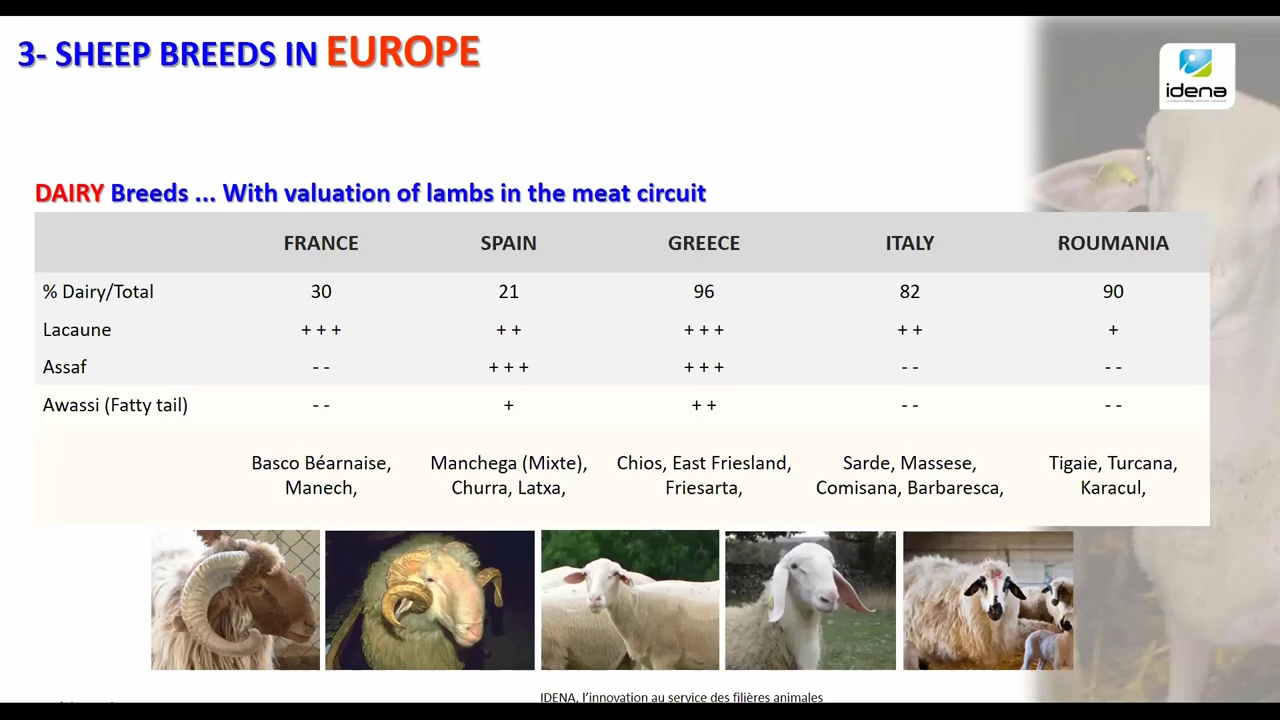 3- SHEEP BREEDS IN EUROPE
idena
DAIRY Breeds ... With valuation of lambs in the meat circuit
FRANCE SPAIN GREECE ITALY ROUMANIA
% Dairy/Total 30 21 96 82 90
Lacaune + + + + + + + + + + +
Assaf - - + + + + + + - - - -
Awassi (Fatty tail) - - + + + - - - -
Basco Béarnaise, Manchega (Mixte), Chios, East Friesland, Sarde, Massese, Tigaie, Turcana,
Manech, Churra, Latxa, Friesarta, Comisana, Barbaresca, Karacul,
IDENA, l'innovation au service des filières animales